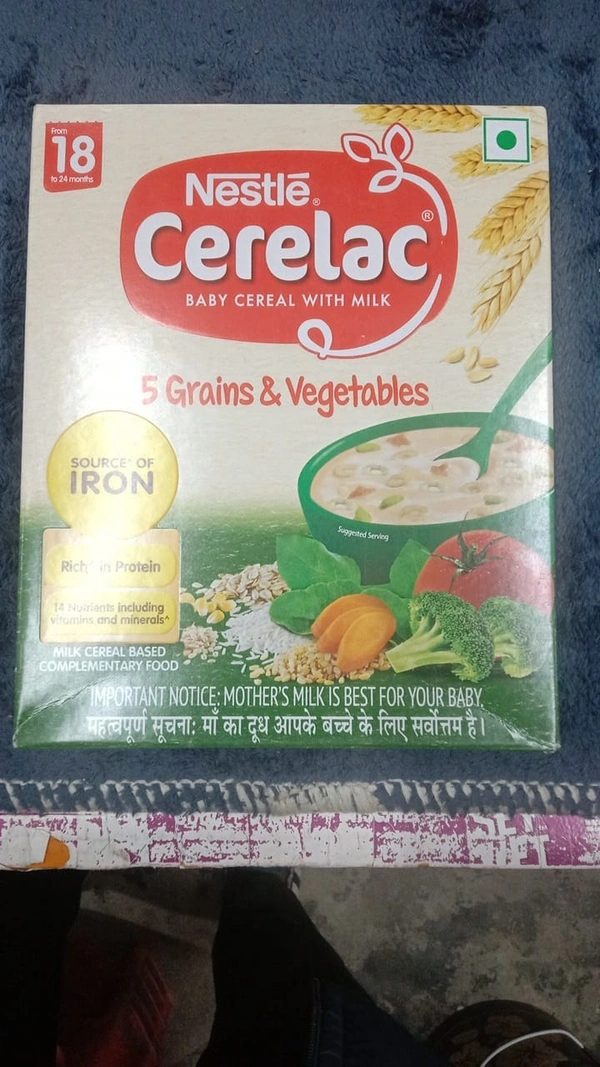 From
18
to 24 months
Nestlé®
Cerelac®
BABY CEREAL WITH MILK
5 Grains & Vegetables
SOURCE* OF
IRON
Suggested Serving
Rich in Protein
14 Nutrients including
vitamins and minerals^
MILK CEREAL BASED
COMPLEMENTARY FOOD
IMPORTANT NOTICE: MOTHER'S MILK IS BEST FOR YOUR BABY.
महत्वपूर्ण सूचना: माँ का दूध आपके बच्चे के लिए सर्वोत्तम है।